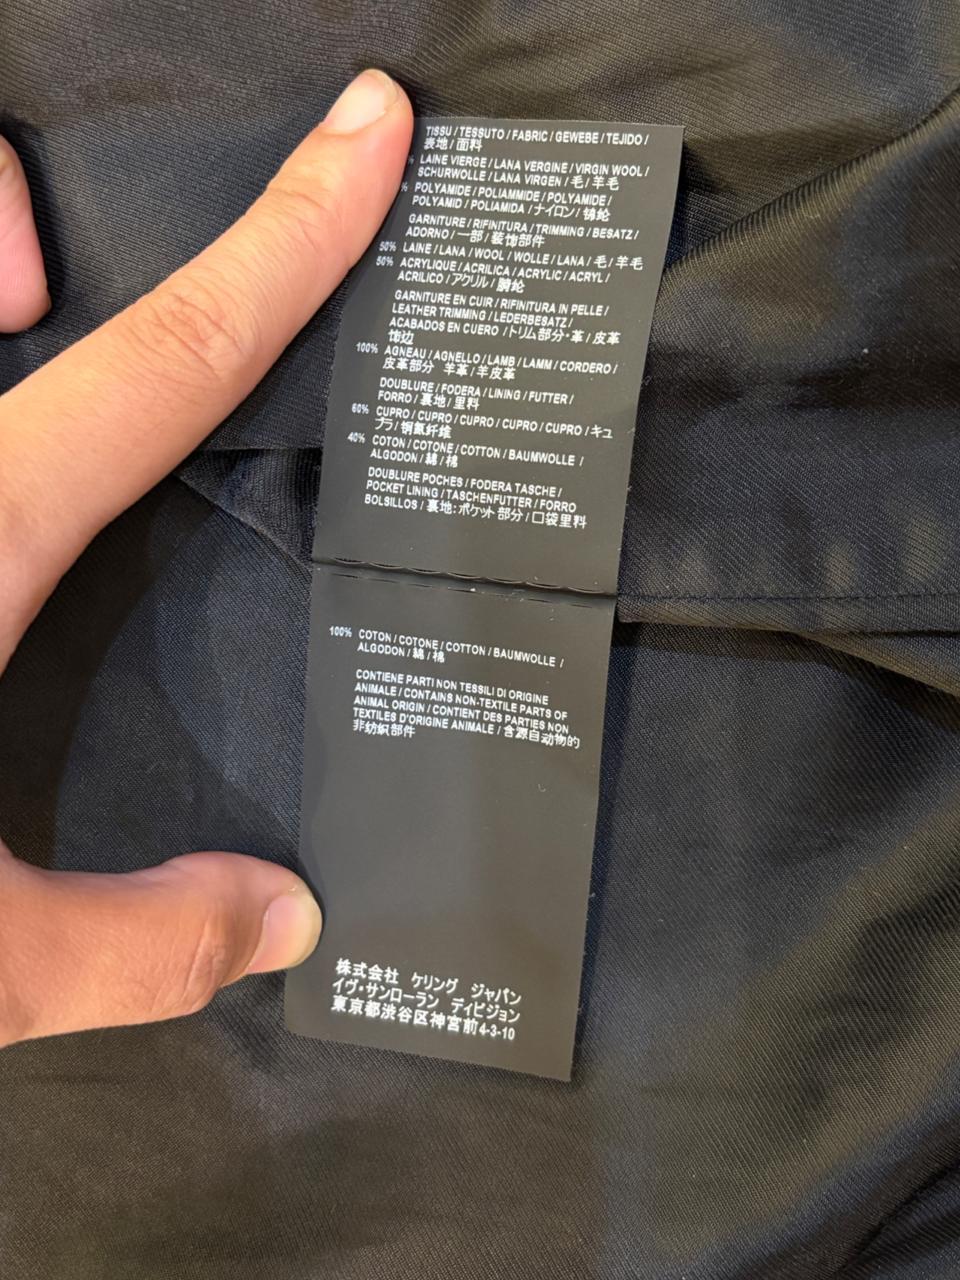 TISSU / TESSUTO / FABRIC / GEWEBE / TEJIDO /
表地 / 面料
% LAINE VIERGE / LANA VERGINE / VIRGIN WOOL /
SCHURWOLLE / LANA VIRGEN / 毛 / 羊毛
% POLYAMIDE / POLIAMMIDE / POLYAMIDE /
POLYAMID / POLIAMIDA / ナイロン / 锦纶
GARNITURE / RIFINITURA / TRIMMING / BESATZ /
ADORNO / 一部 / 装饰部件
50% LAINE / LANA / WOOL / WOLLE / LANA / 毛 / 羊毛
50% ACRYLIQUE / ACRILICA / ACRYLIC / ACRYL /
ACRILICO / アクリル / 腈纶
GARNITURE EN CUIR / RIFINITURA IN PELLE /
LEATHER TRIMMING / LEDERBESATZ /
ACABADOS EN CUERO / トリム部分・革 / 皮革
饰边
100% AGNEAU / AGNELLO / LAMB / LAMM / CORDERO /
皮革部分 羊革 / 羊皮革
DOUBLURE / FODERA / LINING / FUTTER /
FORRO / 裏地 / 里料
60% CUPRO / CUPRO / CUPRO / CUPRO / CUPRO / キュ
プラ / 铜氨纤维
40% COTON / COTONE / COTTON / BAUMWOLLE /
ALGODON / 綿 / 棉
DOUBLURE POCHES / FODERA TASCHE /
POCKET LINING / TASCHENFUTTER / FORRO
BOLSILLOS / 裏地:ポケット部分 / 口袋里料
100% COTON / COTONE / COTTON / BAUMWOLLE /
ALGODON / 綿 / 棉
CONTIENE PARTI NON TESSILI DI ORIGINE
ANIMALE / CONTAINS NON-TEXTILE PARTS OF
ANIMAL ORIGIN / CONTIENT DES PARTIES NON
TEXTILES D'ORIGINE ANIMALE / 含源自动物的
非纺织部件
株式会社 ケリング ジャパン
イヴ・サンローラン ディビジョン
東京都渋谷区神宮前4-3-10